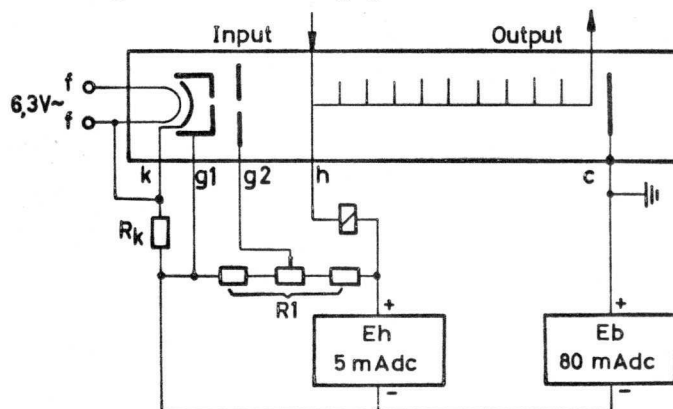 Input
Output
f
6,3V~
f
k
g1
g2
h
c
Rk
R1
+
+
Eh
5 mAdc
Eb
80 mAdc
-
-